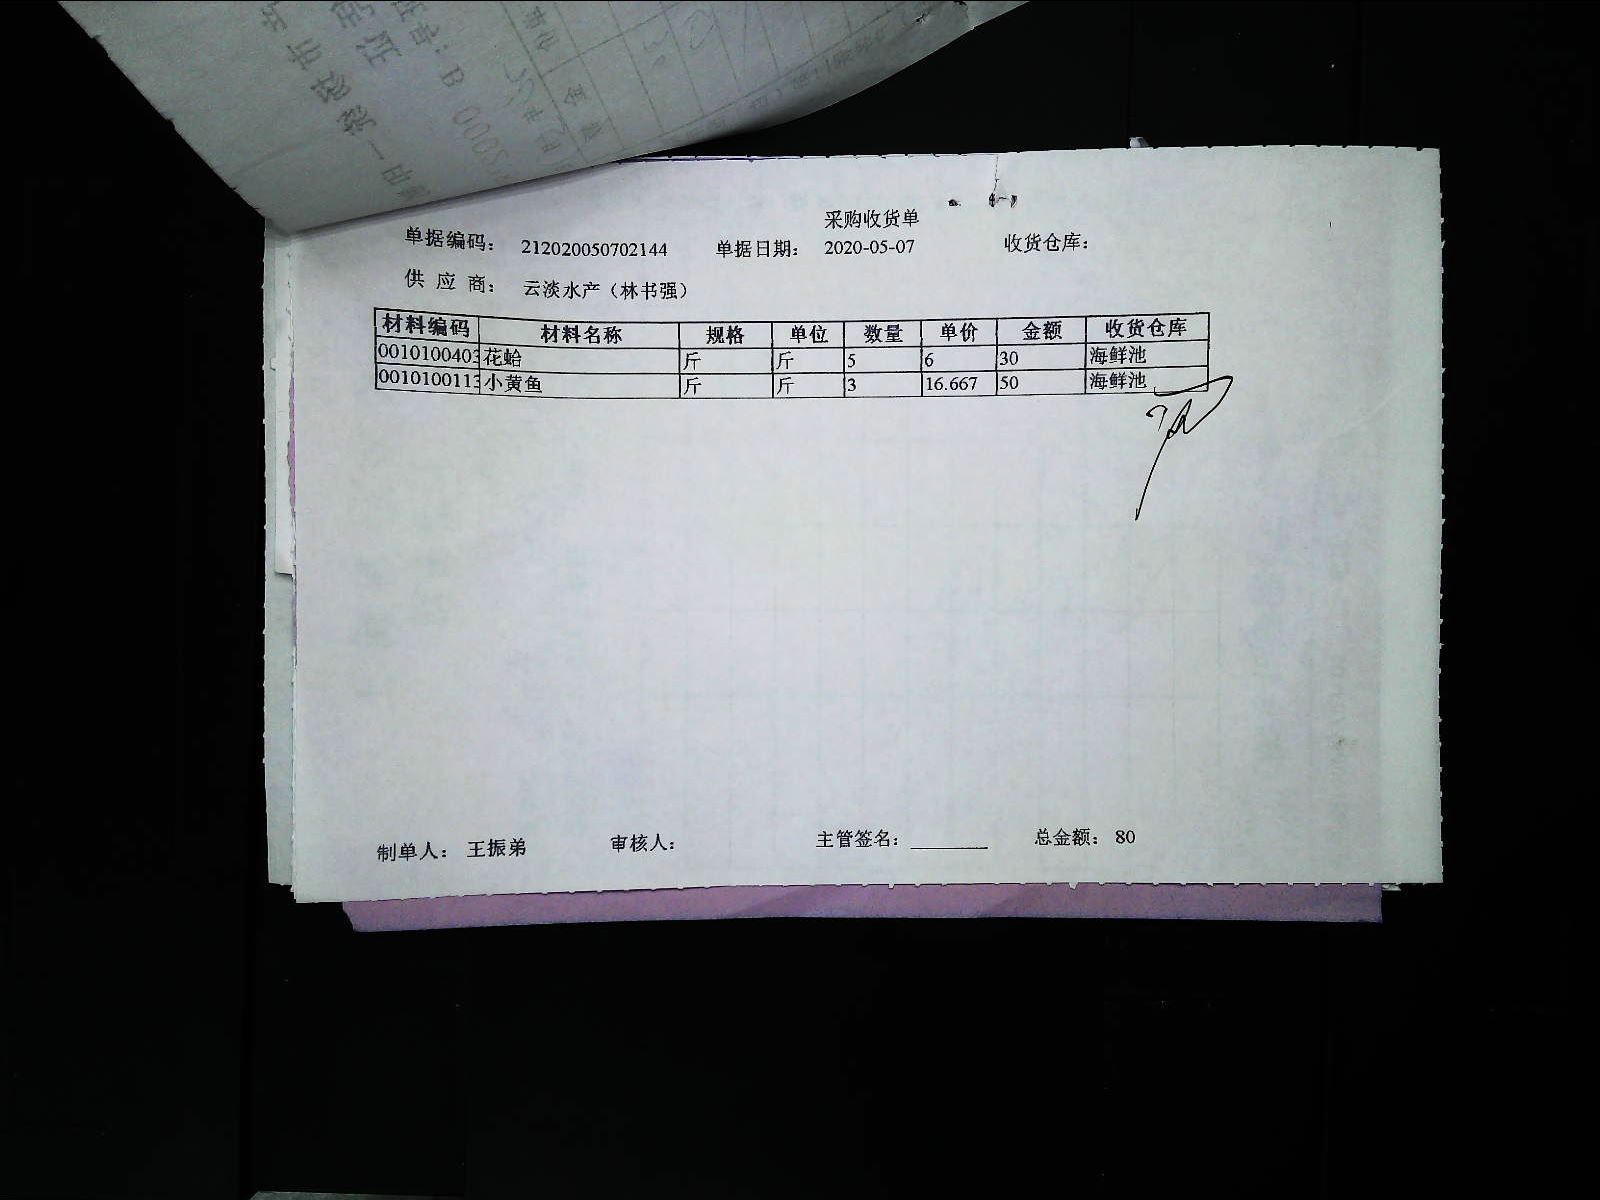 采购收货单
单据编码： 212020050702144 单据日期： 2020-05-07 收货仓库：
供 应 商： 云淡水产（林书强）
材料编码 材料名称 规格 单位 数量 单价 金额 收货仓库
0010100403 花蛤 斤 斤 5 6 30 海鲜池
0010100113 小黄鱼 斤 斤 3 16.667 50 海鲜池
制单人： 王振弟 审核人： 主管签名： 总金额： 80